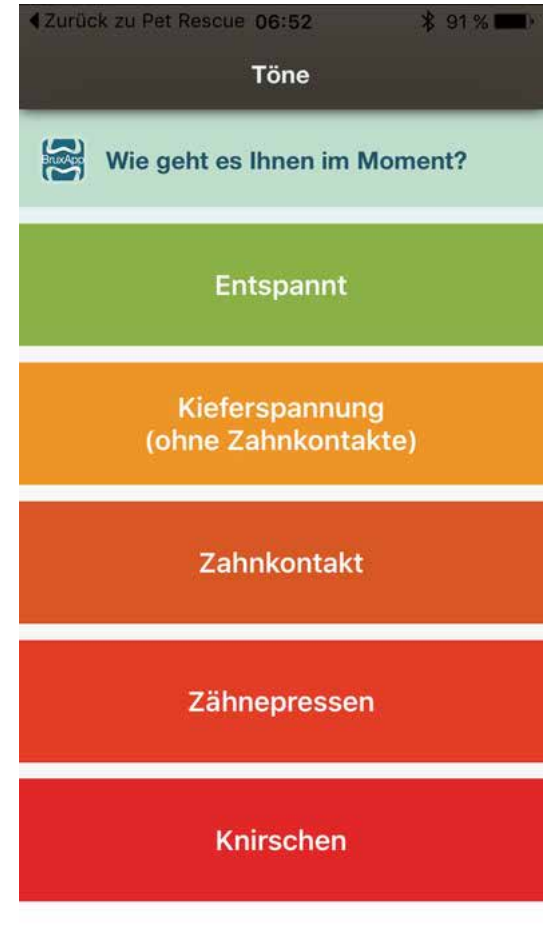 Zurück zu Pet Rescue 06:52 91 %
Töne
BruxApp
Wie geht es Ihnen im Moment?
Entspannt
Kieferspannung
(ohne Zahnkontakte)
Zahnkontakt
Zähnepressen
Knirschen